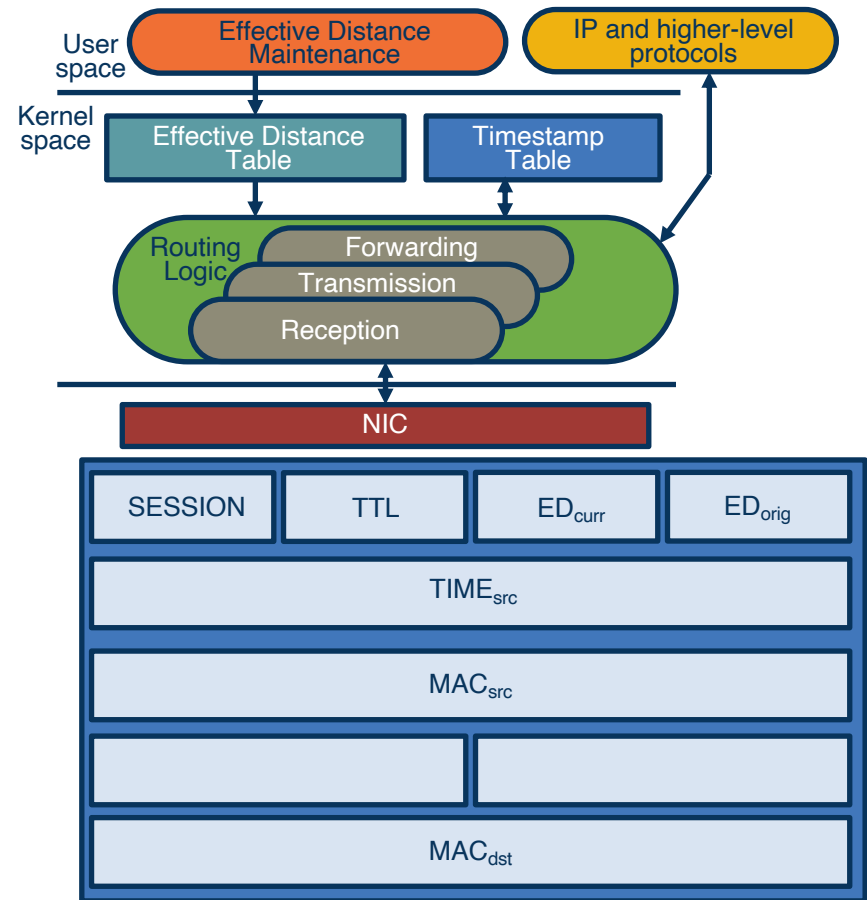 User
space
Effective Distance
Maintenance
IP and higher-level
protocols
Kernel
space
Effective Distance
Table
Timestamp
Table
Routing
Logic
Forwarding
Transmission
Reception
NIC
SESSION
TTL
EDcurr
EDorig
TIMEsrc
MACsrc
MACdst